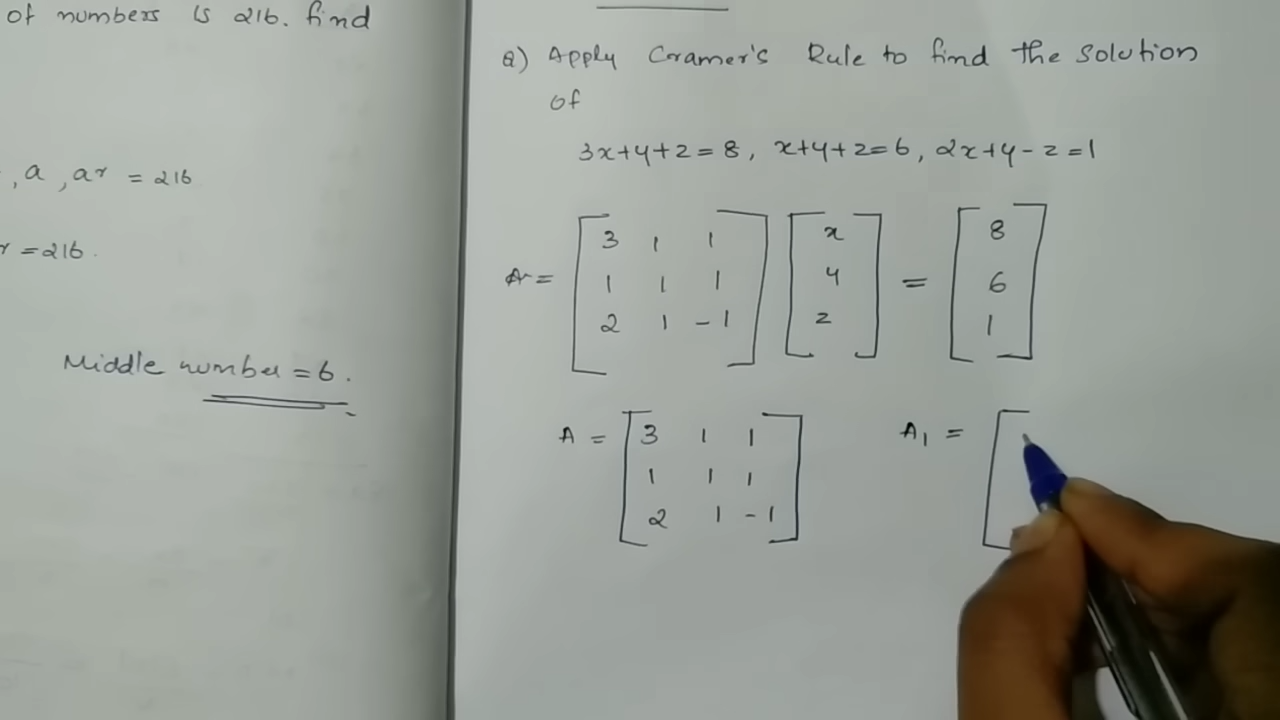 of numbers is 216. find
, a , ar = 216
r = 216.
Middle number = 6.
Q) Apply Cramer's Rule to find the solution
of
3x+y+z=8, x+y+z=6, 2x+y-z=1
A = [3 1 1 [x = [8
1 1 1 y 6
2 1 -1] z] 1]
A = [3 1 1 A1 = [
1 1 1
2 1 -1]